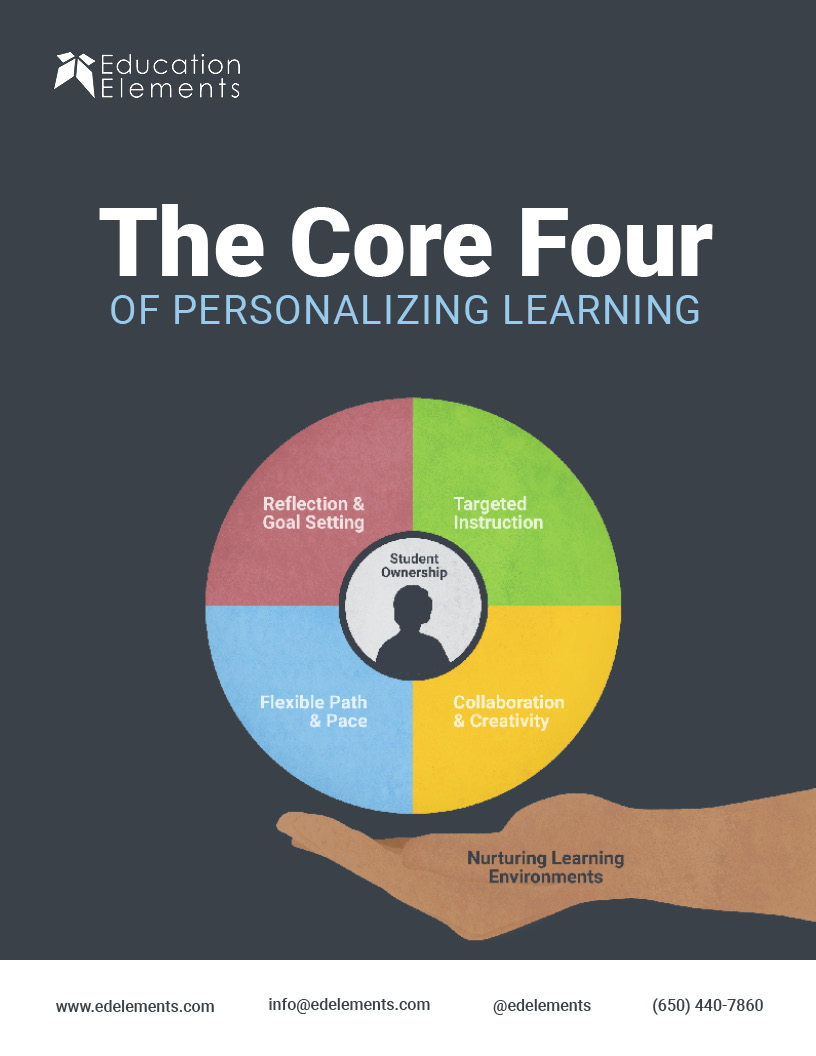 Education
Elements
The Core Four
OF PERSONALIZING LEARNING
Reflection &
Goal Setting
Targeted
Instruction
Student
Ownership
Flexible Path
& Pace
Collaboration
& Creativity
Nurturing Learning
Environments
www.edelements.com
info@edelements.com
@edelements
(650) 440-7860